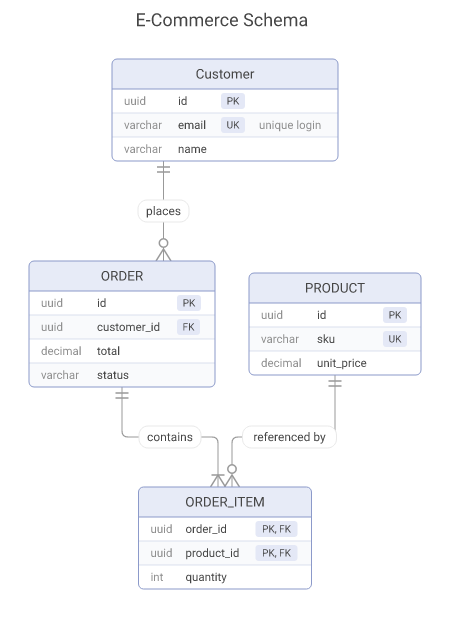 E-Commerce Schema
Customer
uuid id PK
varchar email UK unique login
varchar name
places
ORDER
uuid id PK
uuid customer_id FK
decimal total
varchar status
PRODUCT
uuid id PK
varchar sku UK
decimal unit_price
contains
referenced by
ORDER_ITEM
uuid order_id PK, FK
uuid product_id PK, FK
int quantity